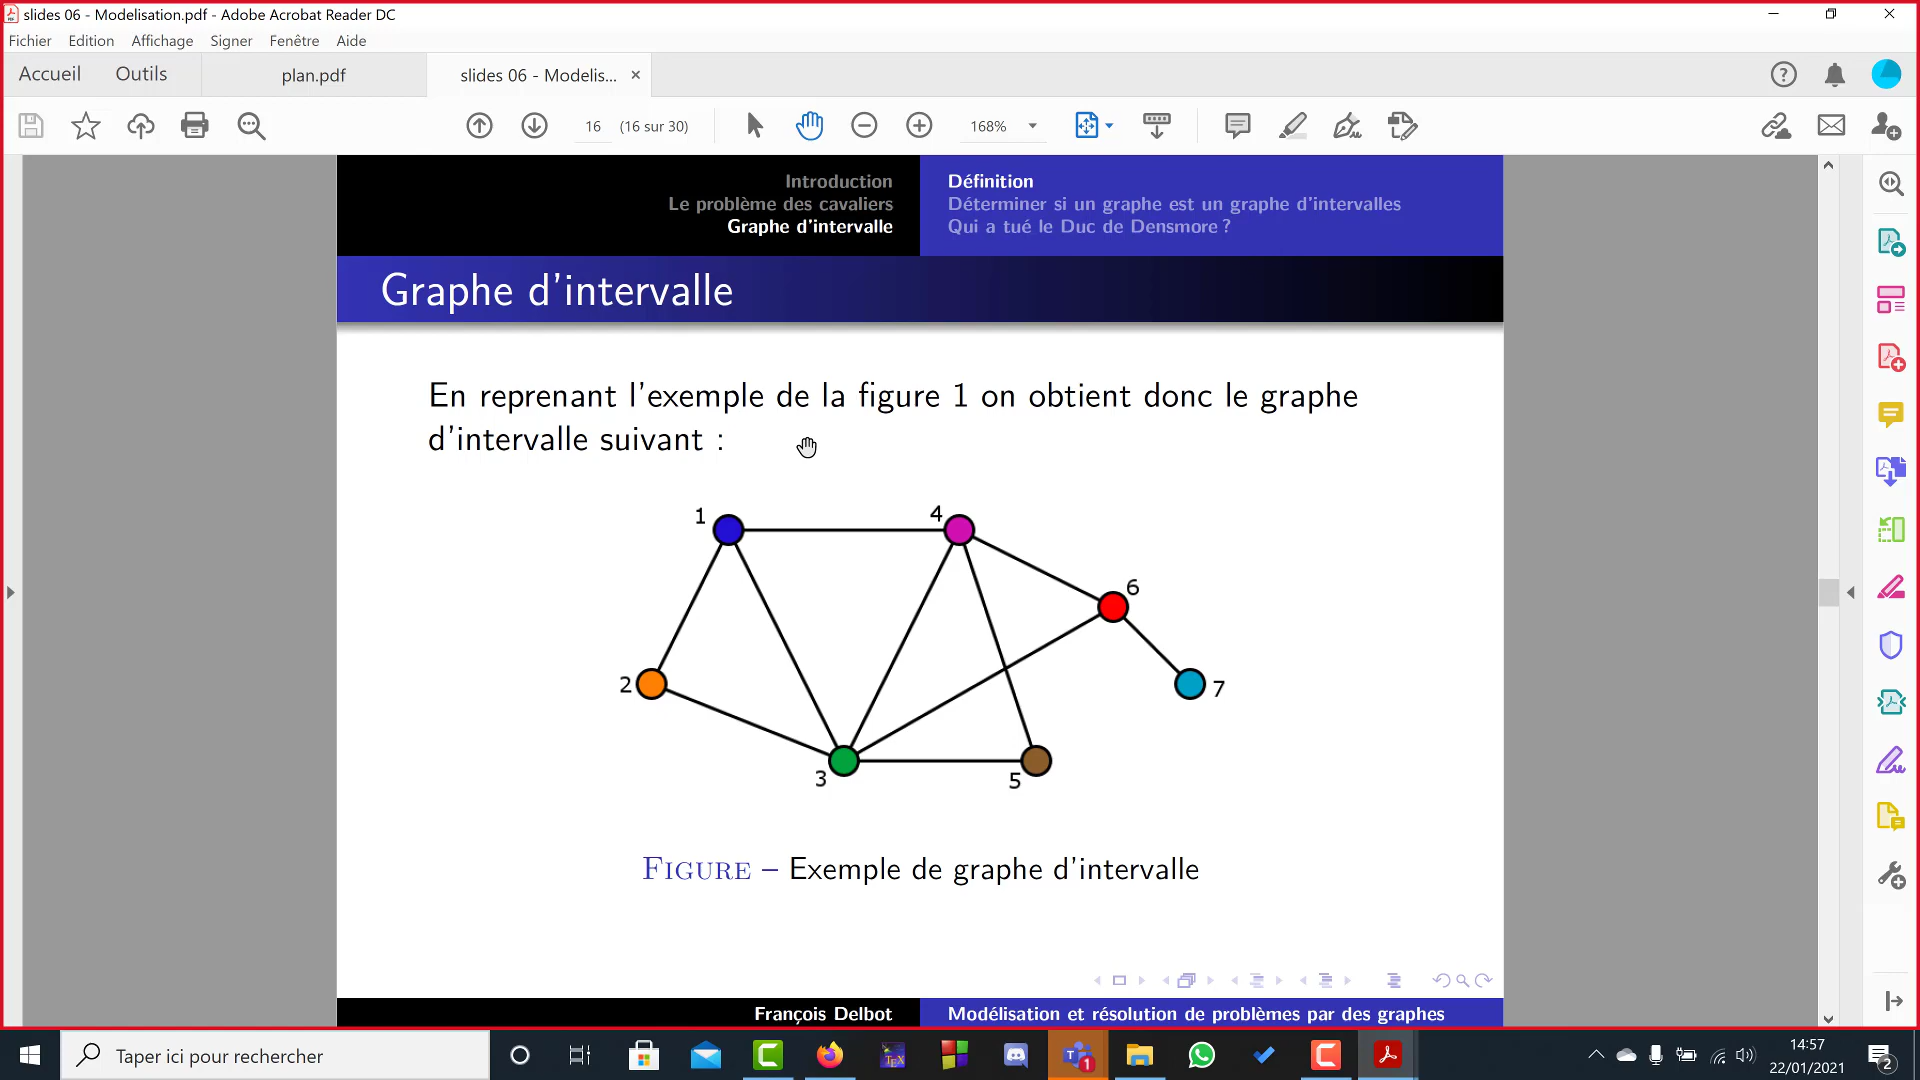 slides 06 - Modelisation.pdf - Adobe Acrobat Reader DC
Fichier Edition Affichage Signer Fenêtre Aide
Accueil Outils plan.pdf slides 06 - Modelis... ×
16 (16 sur 30) 168%
Introduction
Le problème des cavaliers
Graphe d'intervalle
Définition
Déterminer si un graphe est un graphe d'intervalles
Qui a tué le Duc de Densmore ?
Graphe d'intervalle
En reprenant l'exemple de la figure 1 on obtient donc le graphe
d'intervalle suivant :
1
4
6
2
7
3
5
FIGURE – Exemple de graphe d'intervalle
François Delbot
Modélisation et résolution de problèmes par des graphes
Taper ici pour rechercher
TEX
1
14:57
22/01/2021
2